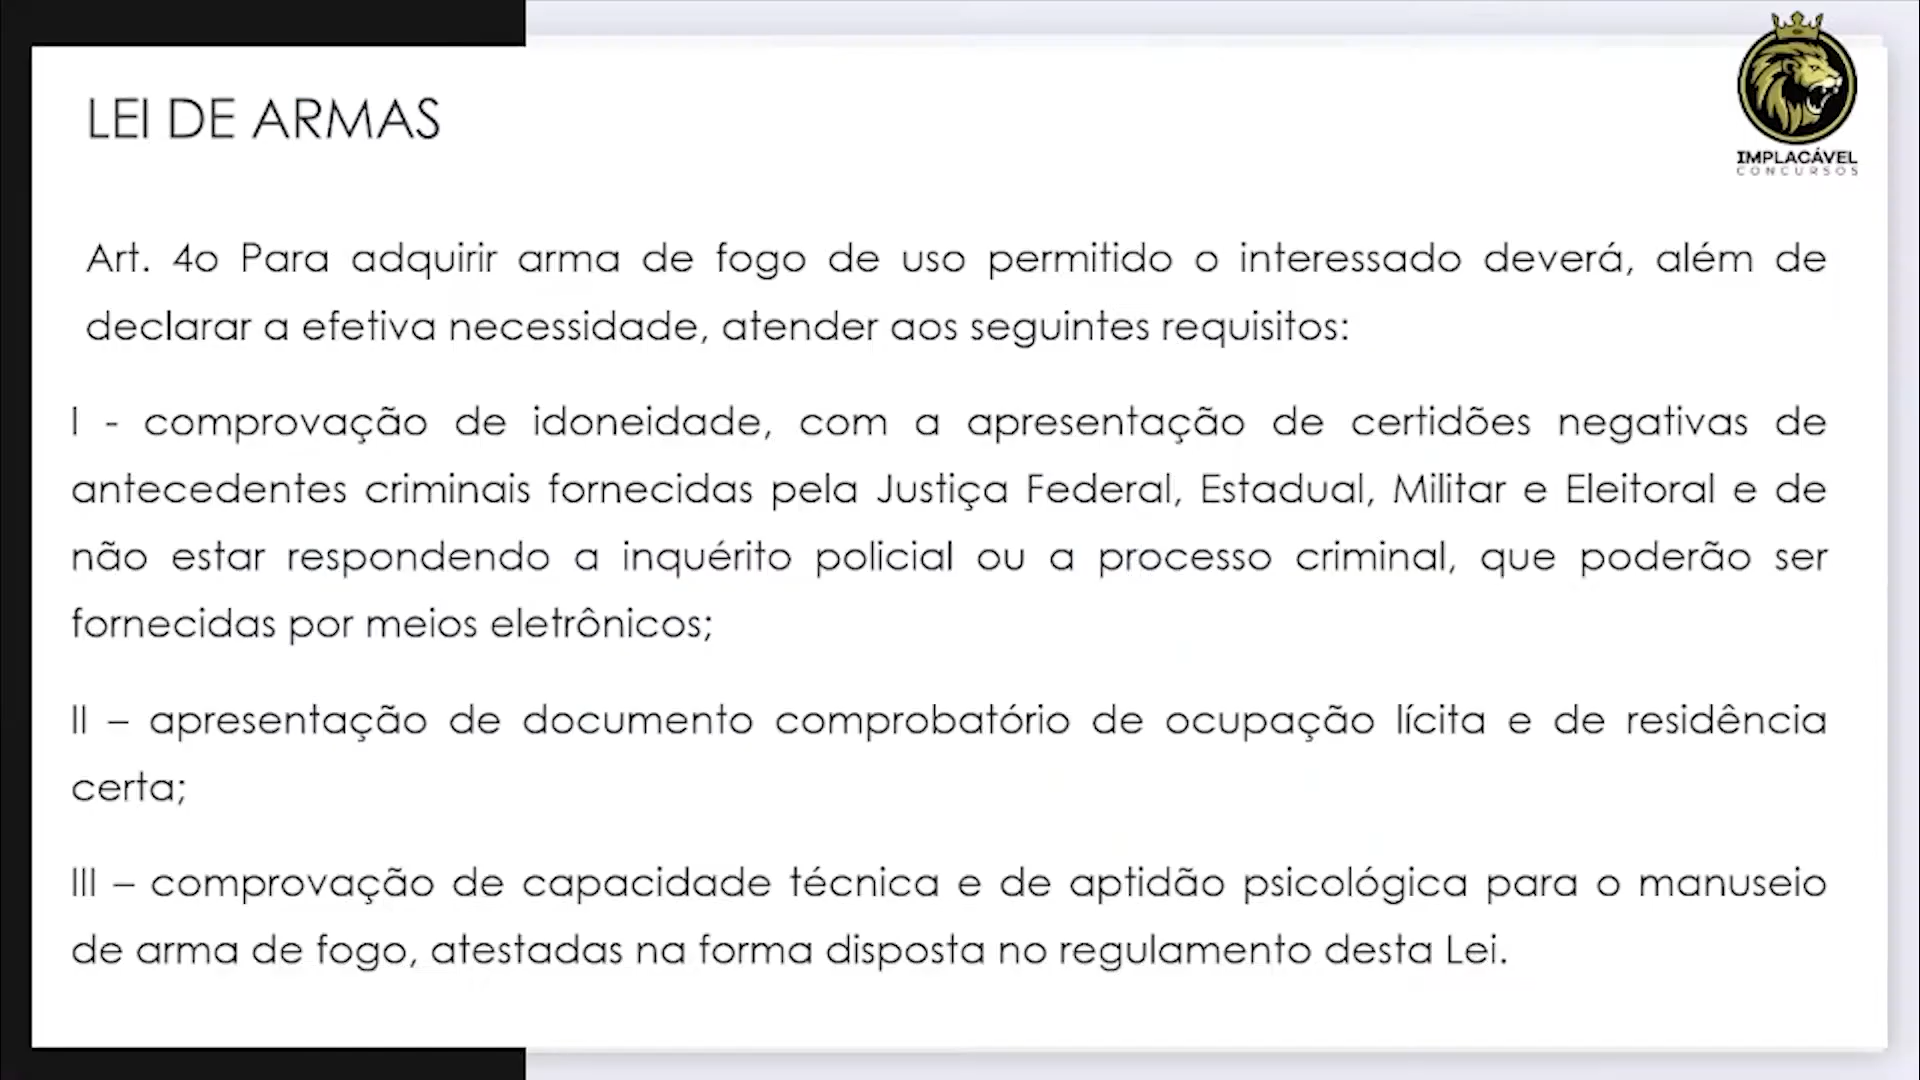 IMPLACÁVEL
CONCURSOS
LEI DE ARMAS
Art. 4o Para adquirir arma de fogo de uso permitido o interessado deverá, além de
declarar a efetiva necessidade, atender aos seguintes requisitos:
I - comprovação de idoneidade, com a apresentação de certidões negativas de
antecedentes criminais fornecidas pela Justiça Federal, Estadual, Militar e Eleitoral e de
não estar respondendo a inquérito policial ou a processo criminal, que poderão ser
fornecidas por meios eletrônicos;
II – apresentação de documento comprobatório de ocupação lícita e de residência
certa;
III – comprovação de capacidade técnica e de aptidão psicológica para o manuseio
de arma de fogo, atestadas na forma disposta no regulamento desta Lei.